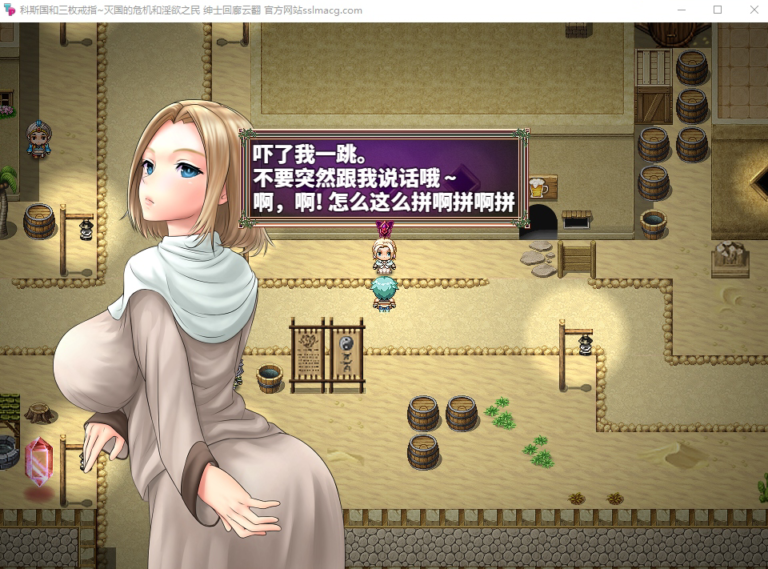 科斯国和三枚戒指~灭国的危机和淫欲之民 绅士回廊云翻 官方网站sslmacg.com
吓了我一跳。
不要突然跟我说话哦~
啊，啊! 怎么这么拼啊拼啊拼